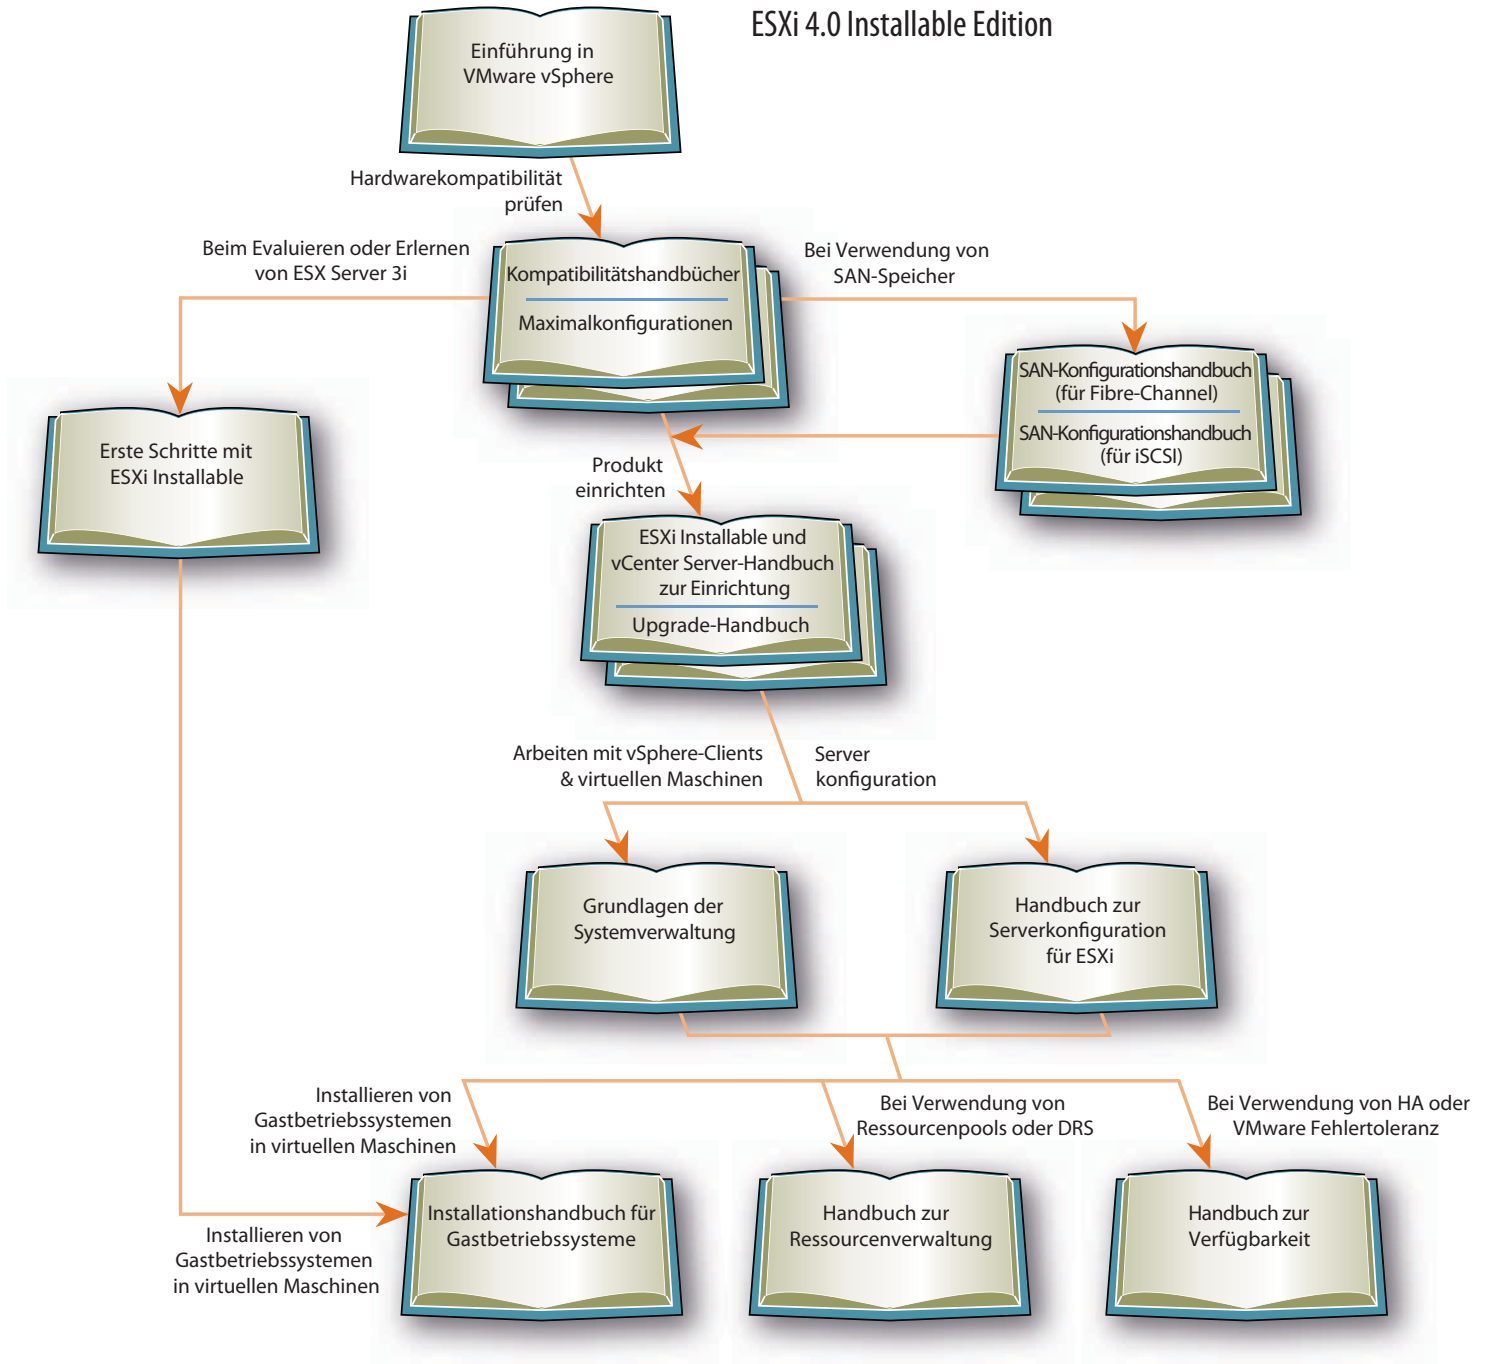 ESXi 4.0 Installable Edition
Einführung in
VMware vSphere
Hardwarekompatibilität
prüfen
Beim Evaluieren oder Erlernen
von ESX Server 3i
Kompatibilitätshandbücher
Maximalkonfigurationen
Bei Verwendung von
SAN-Speicher
SAN-Konfigurationshandbuch
(für Fibre-Channel)
SAN-Konfigurationshandbuch
(für iSCSI)
Erste Schritte mit
ESXi Installable
Produkt
einrichten
ESXi Installable und
vCenter Server-Handbuch
zur Einrichtung
Upgrade-Handbuch
Arbeiten mit vSphere-Clients
& virtuellen Maschinen
Server
konfiguration
Grundlagen der
Systemverwaltung
Handbuch zur
Serverkonfiguration
für ESXi
Installieren von
Gastbetriebssystemen
in virtuellen Maschinen
Bei Verwendung von
Ressourcenpools oder DRS
Bei Verwendung von HA oder
VMware Fehlertoleranz
Installieren von
Gastbetriebssystemen
in virtuellen Maschinen
Installationshandbuch für
Gastbetriebssysteme
Handbuch zur
Ressourcenverwaltung
Handbuch zur
Verfügbarkeit